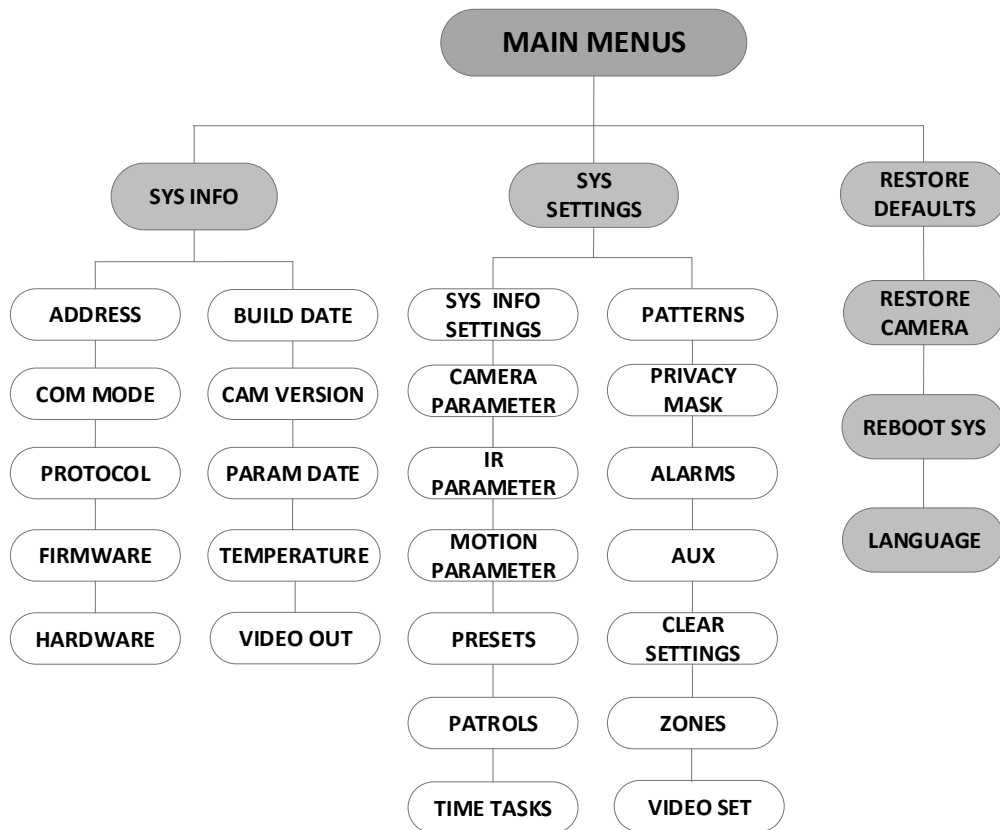 MAIN MENUS
SYS INFO
SYS
SETTINGS
RESTORE
DEFAULTS
ADDRESS
BUILD DATE
SYS INFO
SETTINGS
PATTERNS
RESTORE
CAMERA
COM MODE
CAM VERSION
CAMERA
PARAMETER
PRIVACY
MASK
REBOOT SYS
PROTOCOL
PARAM DATE
IR
PARAMETER
ALARMS
LANGUAGE
FIRMWARE
TEMPERATURE
MOTION
PARAMETER
AUX
HARDWARE
VIDEO OUT
PRESETS
CLEAR
SETTINGS
PATROLS
ZONES
TIME TASKS
VIDEO SET